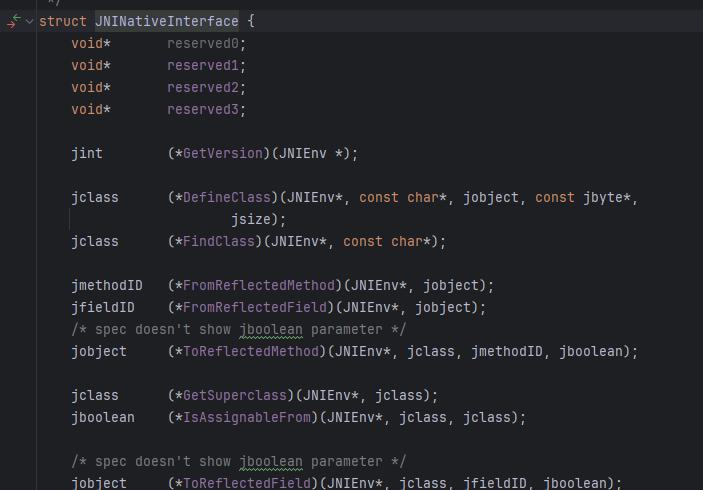 */
struct JNINativeInterface {
void* reserved0;
void* reserved1;
void* reserved2;
void* reserved3;
jint (*GetVersion)(JNIEnv *);
jclass (*DefineClass)(JNIEnv*, const char*, jobject, const jbyte*,
jsize);
jclass (*FindClass)(JNIEnv*, const char*);
jmethodID (*FromReflectedMethod)(JNIEnv*, jobject);
jfieldID (*FromReflectedField)(JNIEnv*, jobject);
/* spec doesn't show jboolean parameter */
jobject (*ToReflectedMethod)(JNIEnv*, jclass, jmethodID, jboolean);
jclass (*GetSuperclass)(JNIEnv*, jclass);
jboolean (*IsAssignableFrom)(JNIEnv*, jclass, jclass);
/* spec doesn't show jboolean parameter */
jobject (*ToReflectedField)(JNIEnv*, jclass, jfieldID, jboolean);